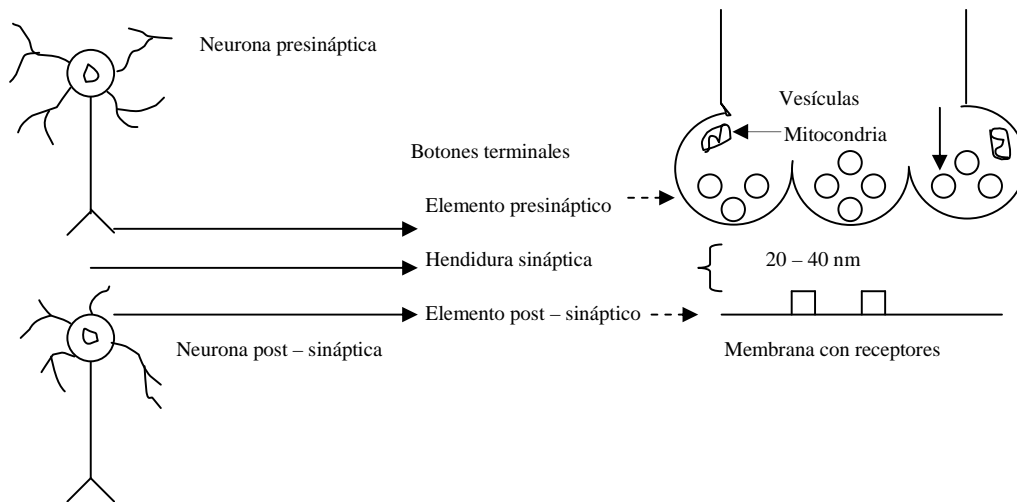 Neurona presináptica
Vesículas
Mitocondria
Botones terminales
Elemento presináptico
Hendidura sináptica
20 – 40 nm
Elemento post – sináptico
Neurona post – sináptica
Membrana con receptores